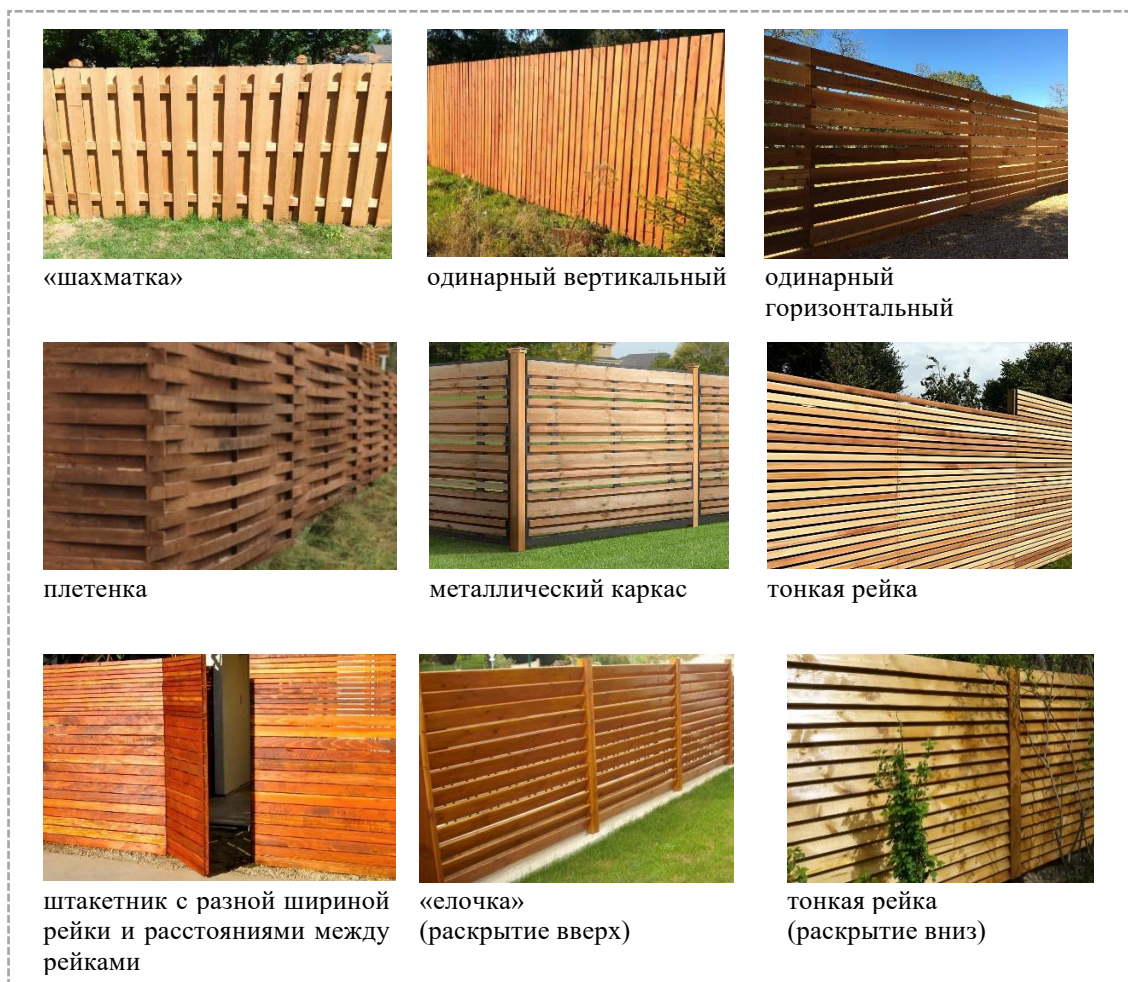 «шахматка»
одинарный вертикальный
одинарный
горизонтальный
плетенка
металлический каркас
тонкая рейка
штакетник с разной шириной
рейки и расстояниями между
рейками
«елочка»
(раскрытие вверх)
тонкая рейка
(раскрытие вниз)